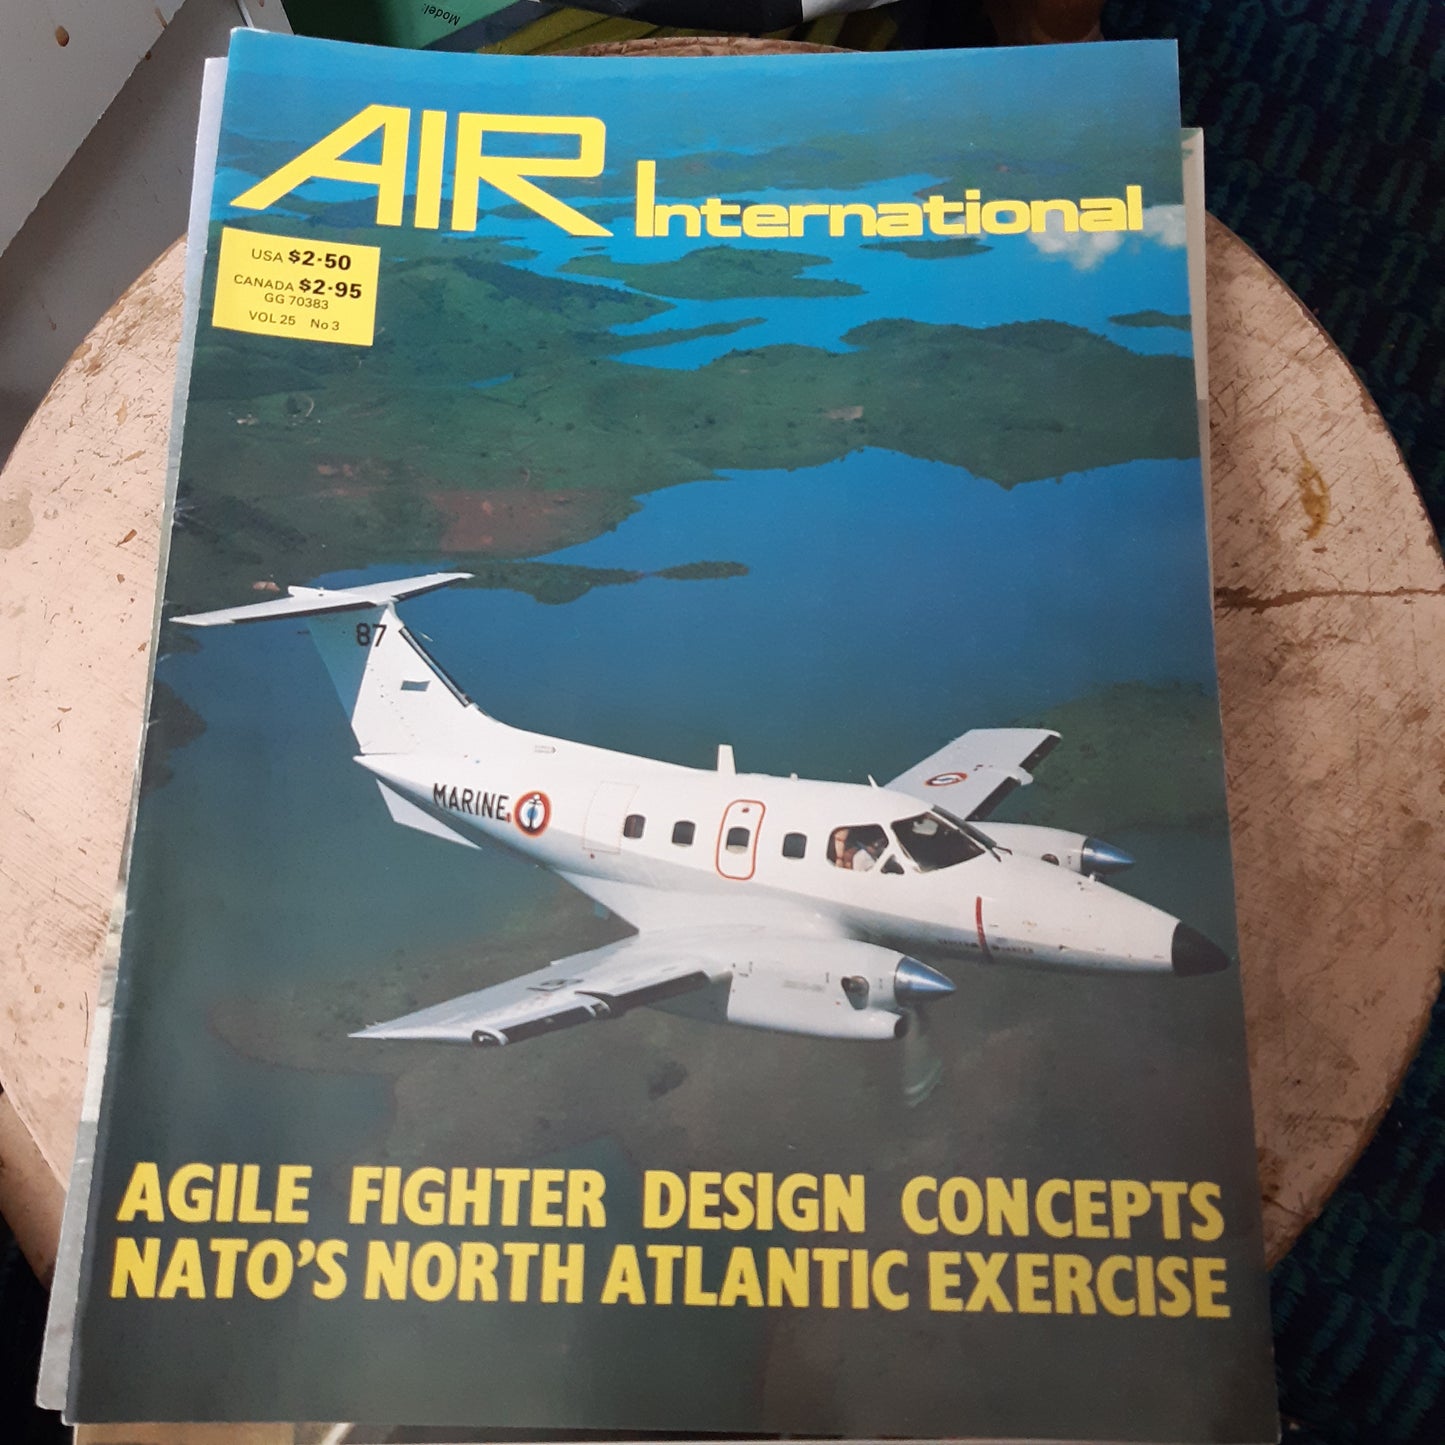 Model:
AIR International
USA $2·50
CANADA $2·95
GG 70383
VOL 25 No 3
87
MARINE
AGILE FIGHTER DESIGN CONCEPTS
NATO'S NORTH ATLANTIC EXERCISE